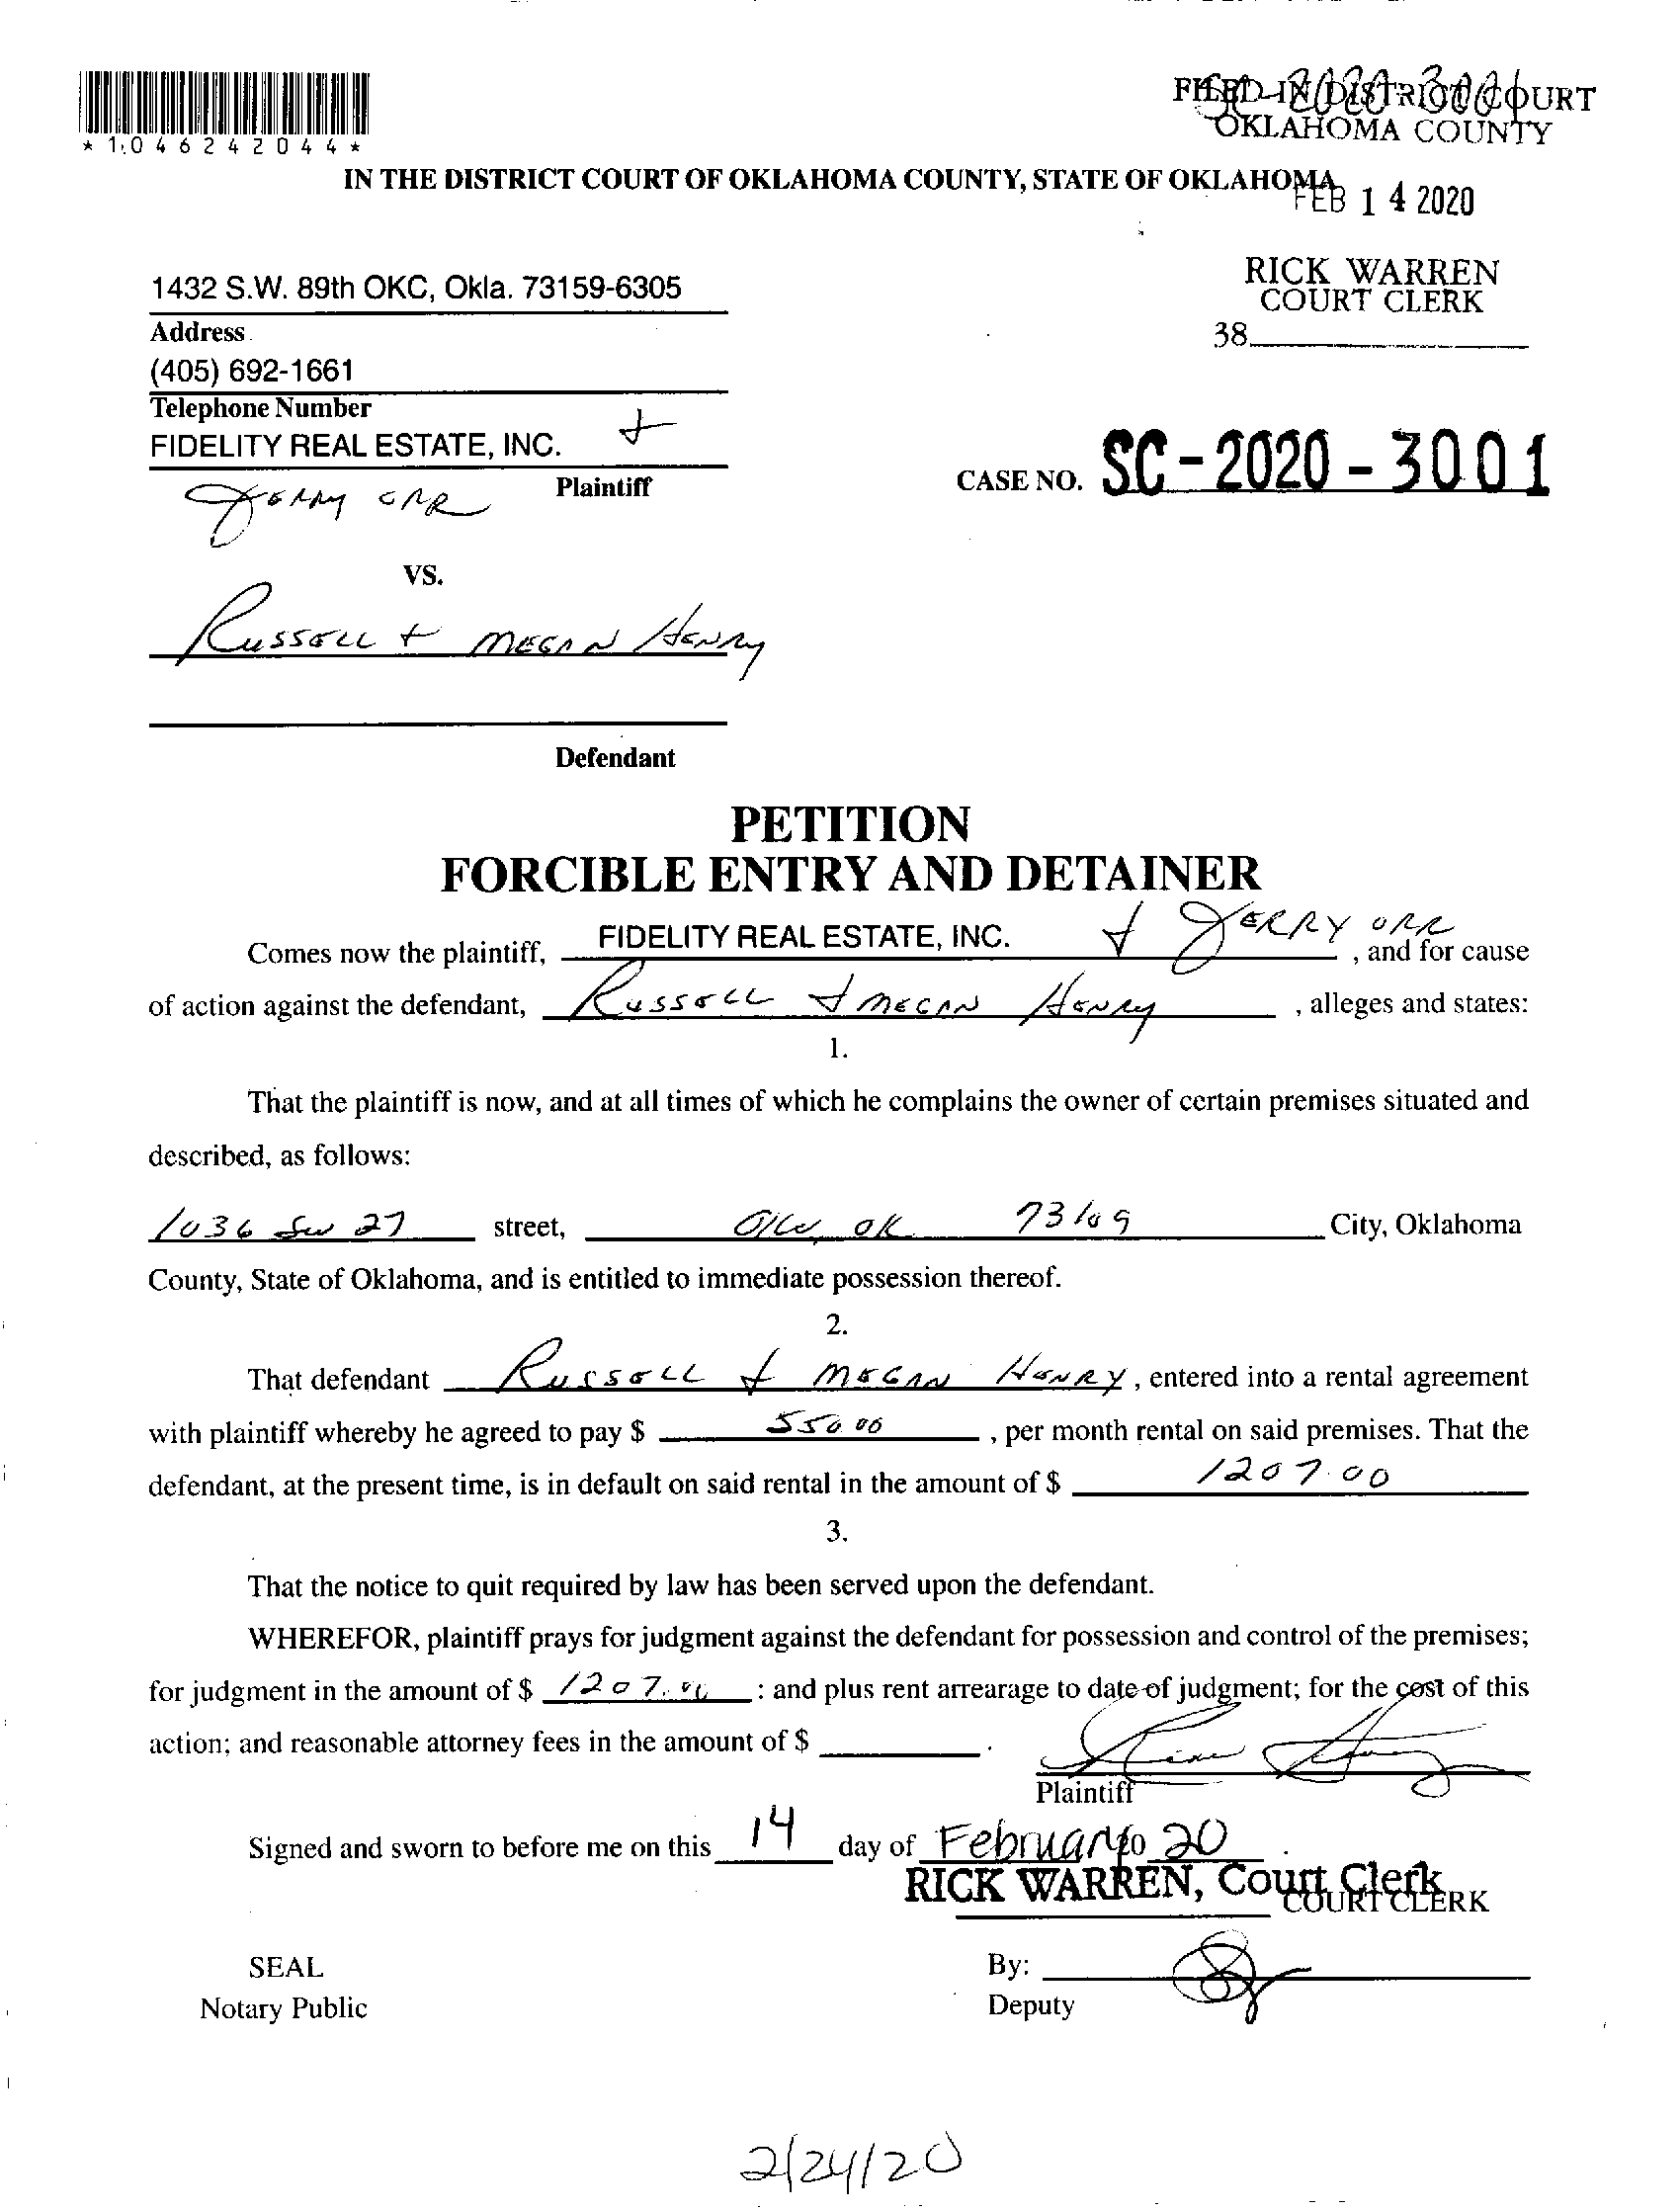 FILED IN DISTRICT COURT
OKLAHOMA COUNTY
*1046242044*
IN THE DISTRICT COURT OF OKLAHOMA COUNTY, STATE OF OKLAHOMA
FEB 14 2020
1432 S.W. 89th OKC, Okla. 73159-6305
RICK WARREN
COURT CLERK
Address
38
(405) 692-1661
Telephone Number
FIDELITY REAL ESTATE, INC. +
Plaintiff
CASE NO. SC-2020-3001
JERRY ORR
VS.
RUSSELL + MEGAN HENRY
Defendant
PETITION
FORCIBLE ENTRY AND DETAINER
Comes now the plaintiff, FIDELITY REAL ESTATE, INC. + JERRY ORR, and for cause
of action against the defendant, RUSSELL + MEGAN HENRY, alleges and states:
1.
That the plaintiff is now, and at all times of which he complains the owner of certain premises situated and
described, as follows:
1036 SW 27 street, OKC OK 73109 City, Oklahoma
County, State of Oklahoma, and is entitled to immediate possession thereof.
2.
That defendant RUSSELL + MEGAN HENRY, entered into a rental agreement
with plaintiff whereby he agreed to pay $ 550.00, per month rental on said premises. That the
defendant, at the present time, is in default on said rental in the amount of $ 1207.00
3.
That the notice to quit required by law has been served upon the defendant.
WHEREFOR, plaintiff prays for judgment against the defendant for possession and control of the premises;
for judgment in the amount of $ 1207.00 : and plus rent arrearage to date of judgment; for the cost of this
action; and reasonable attorney fees in the amount of $ .
Plaintiff
Signed and sworn to before me on this 14 day of February 20 20.
RICK WARREN, Court Clerk
COURT CLERK
SEAL
By:
Notary Public
Deputy
2/24/20